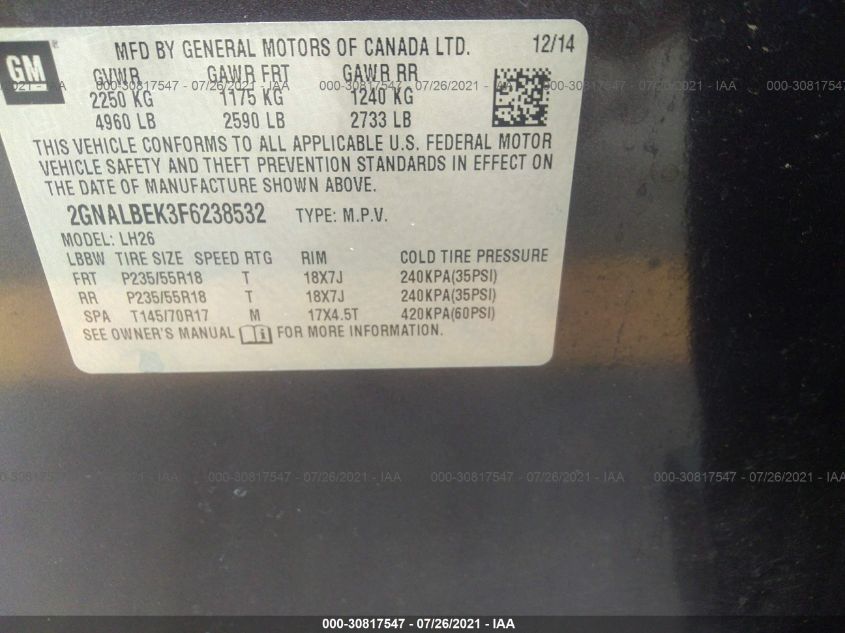 GM
MFD BY GENERAL MOTORS OF CANADA LTD. 12/14
GVWR GAWR FRT GAWR RR
2250 KG 1175 KG 1240 KG
4960 LB 2590 LB 2733 LB
THIS VEHICLE CONFORMS TO ALL APPLICABLE U.S. FEDERAL MOTOR
VEHICLE SAFETY AND THEFT PREVENTION STANDARDS IN EFFECT ON
THE DATE OF MANUFACTURE SHOWN ABOVE.
2GNALBEK3F6238532 TYPE: M.P.V.
MODEL: LH26
LBBW TIRE SIZE SPEED RTG RIM COLD TIRE PRESSURE
FRT P235/55R18 T 18X7J 240KPA(35PSI)
RR P235/55R18 T 18X7J 240KPA(35PSI)
SPA T145/70R17 M 17X4.5T 420KPA(60PSI)
SEE OWNER'S MANUAL FOR MORE INFORMATION.
000-30817547 - 07/26/2021 - IAA